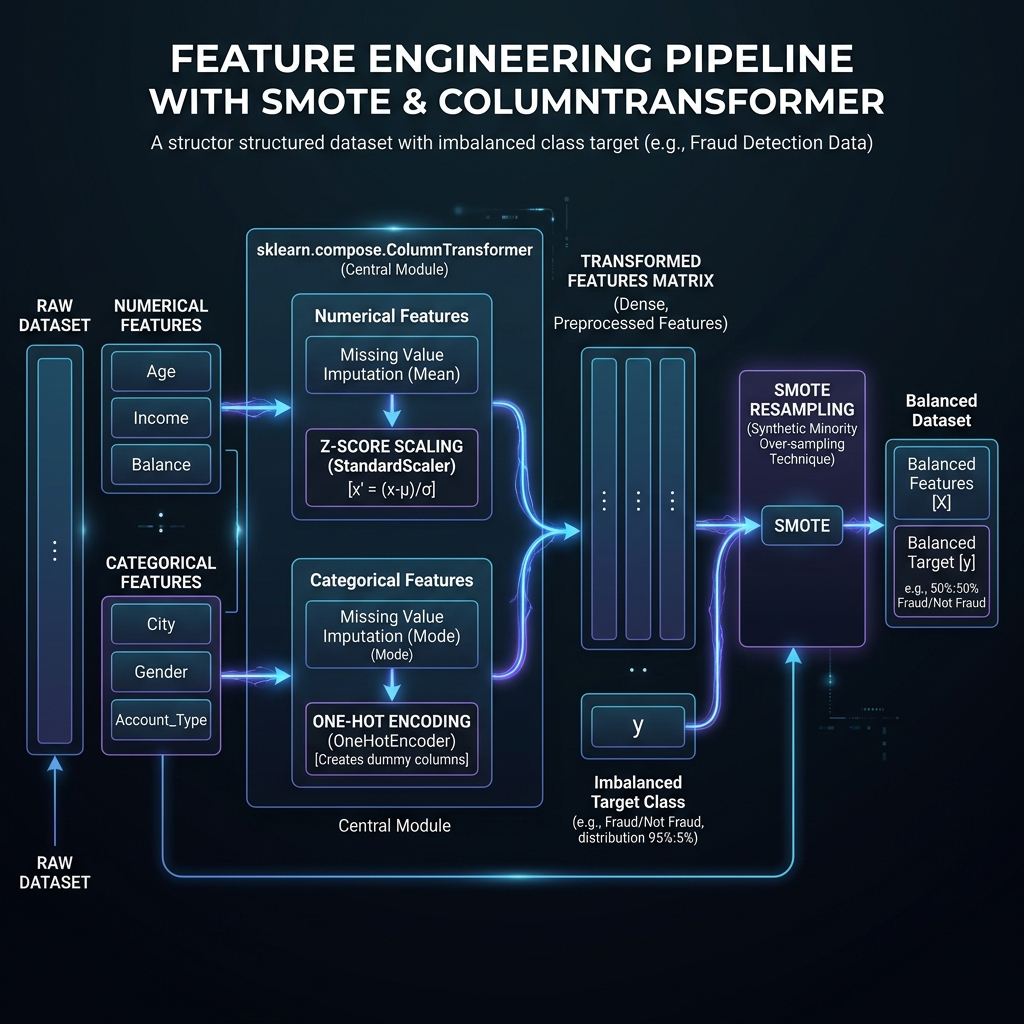 FEATURE ENGINEERING PIPELINE
WITH SMOTE & COLUMNTRANSFORMER
A structor structured dataset with imbalanced class target (e.g., Fraud Detection Data)
RAW
DATASET
RAW
DATASET
NUMERICAL
FEATURES
Age
Income
Balance
CATEGORICAL
FEATURES
City
Gender
Account_Type
sklearn.compose.ColumnTransformer
(Central Module)
Numerical Features
Missing Value
Imputation (Mean)
Z-SCORE SCALING
(StandardScaler)
[x' = (x-μ)/σ]
Categorical Features
Missing Value
Imputation (Mode)
(Mode)
ONE-HOT ENCODING
(OneHotEncoder)
[Creates dummy columns]
Central Module
TRANSFORMED
FEATURES MATRIX
(Dense,
Preprocessed Features)
y
Imbalanced
Target Class
(e.g., Fraud/Not Fraud,
distribution 95%:5%)
SMOTE
RESAMPLING
(Synthetic Minority
Over-sampling
Technique)
SMOTE
Balanced
Dataset
Balanced
Features
[X]
Balanced
Target [y]
e.g., 50%:50%
Fraud/Not Fraud